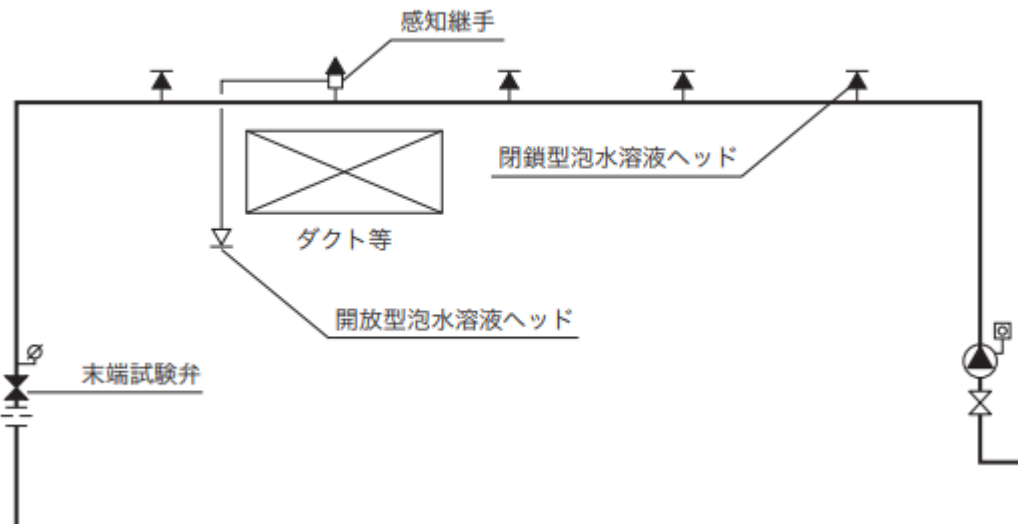 感知継手
閉鎖型泡水溶液ヘッド
ダクト等
開放型泡水溶液ヘッド
末端試験弁